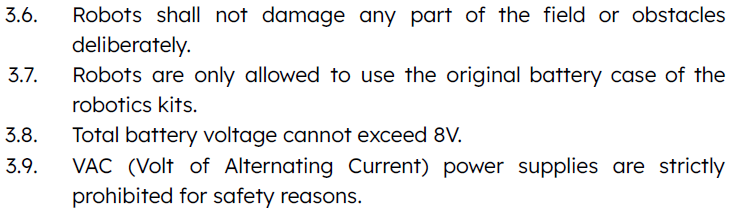 3.6. Robots shall not damage any part of the field or obstacles
deliberately.
3.7. Robots are only allowed to use the original battery case of the
robotics kits.
3.8. Total battery voltage cannot exceed 8V.
3.9. VAC (Volt of Alternating Current) power supplies are strictly
prohibited for safety reasons.